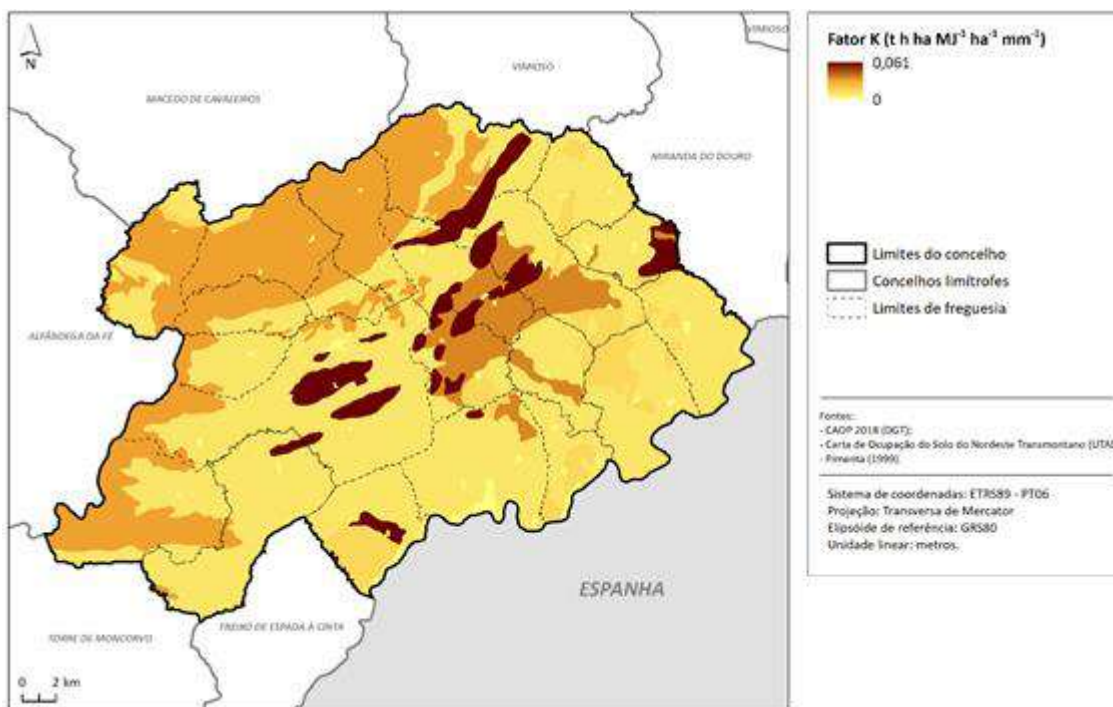 N
MACEDO DE CAVALEIROS
VIMIOSO
VIMIOSO
MIRANDA DO DOURO
ALFÂNDEGA DA FÉ
TORRE DE MONCORVO
FREIXO DE ESPADA À CINTA
ESPANHA
0 2 km
Fator K (t h ha MJ⁻¹ ha⁻¹ mm⁻¹)
0,061
0
Limites do concelho
Concelhos limítrofes
Limites de freguesia
Fontes:
- CAOP 2018 (DGT);
- Carta de Ocupação do Solo do Nordeste Transmontano (UTAD
- Pimenta (1999).
Sistema de coordenadas: ETRS89 - PT06
Projeção: Transversa de Mercator
Elipsóide de referência: GRS80
Unidade linear: metros.